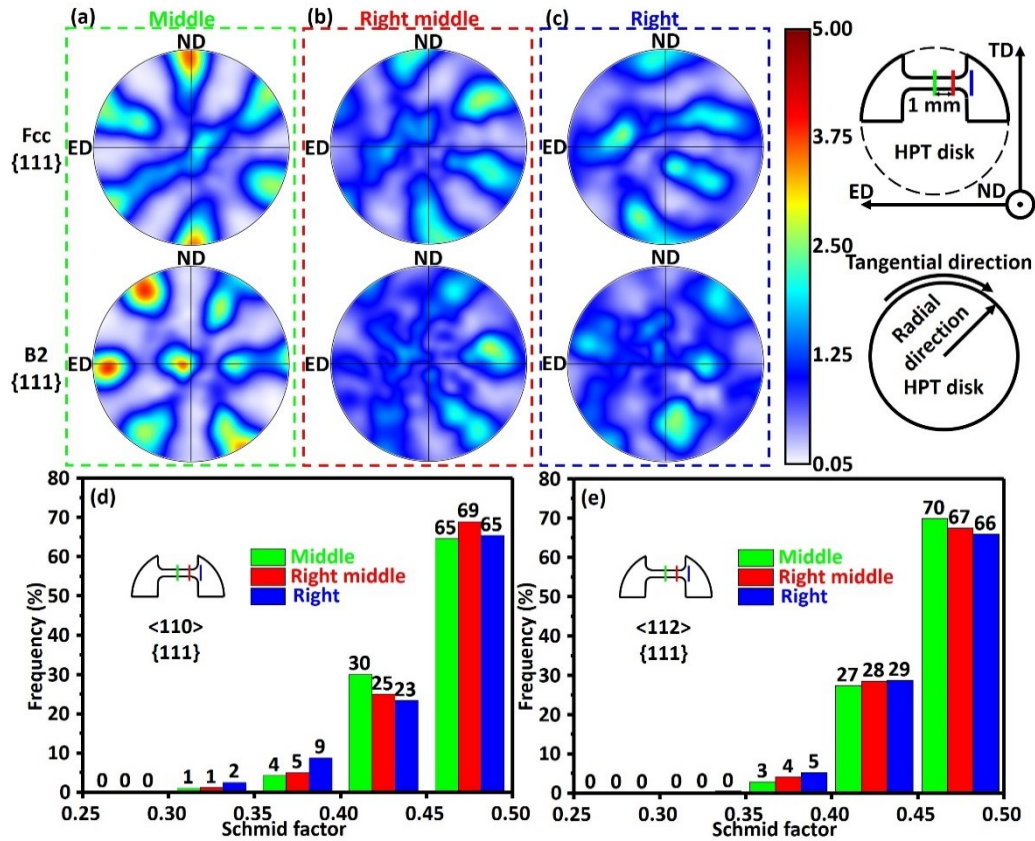 (a) Middle
(b) Right middle
(c) Right
ND
ND
ND
Fcc
{111}
ED
ED
ED
ND
ND
ND
B2
{111}
ED
ED
ED
5.00
3.75
2.50
1.25
0.05
TD
1 mm
HPT disk
ED
ND
Tangential direction
Radial
direction
HPT disk
(d)
80
70
60
50
40
30
20
10
0
Frequency (%)
Middle
Right middle
Right
<110>
{111}
0 0 0
1 1 2
4 5 9
30 25 23
65 69 65
0.25 0.30 0.35 0.40 0.45 0.50
Schmid factor
(e)
80
70
60
50
40
30
20
10
0
Frequency (%)
Middle
Right middle
Right
<112>
{111}
0 0 0
0 0 0
3 4 5
27 28 29
70 67 66
0.25 0.30 0.35 0.40 0.45 0.50
Schmid factor